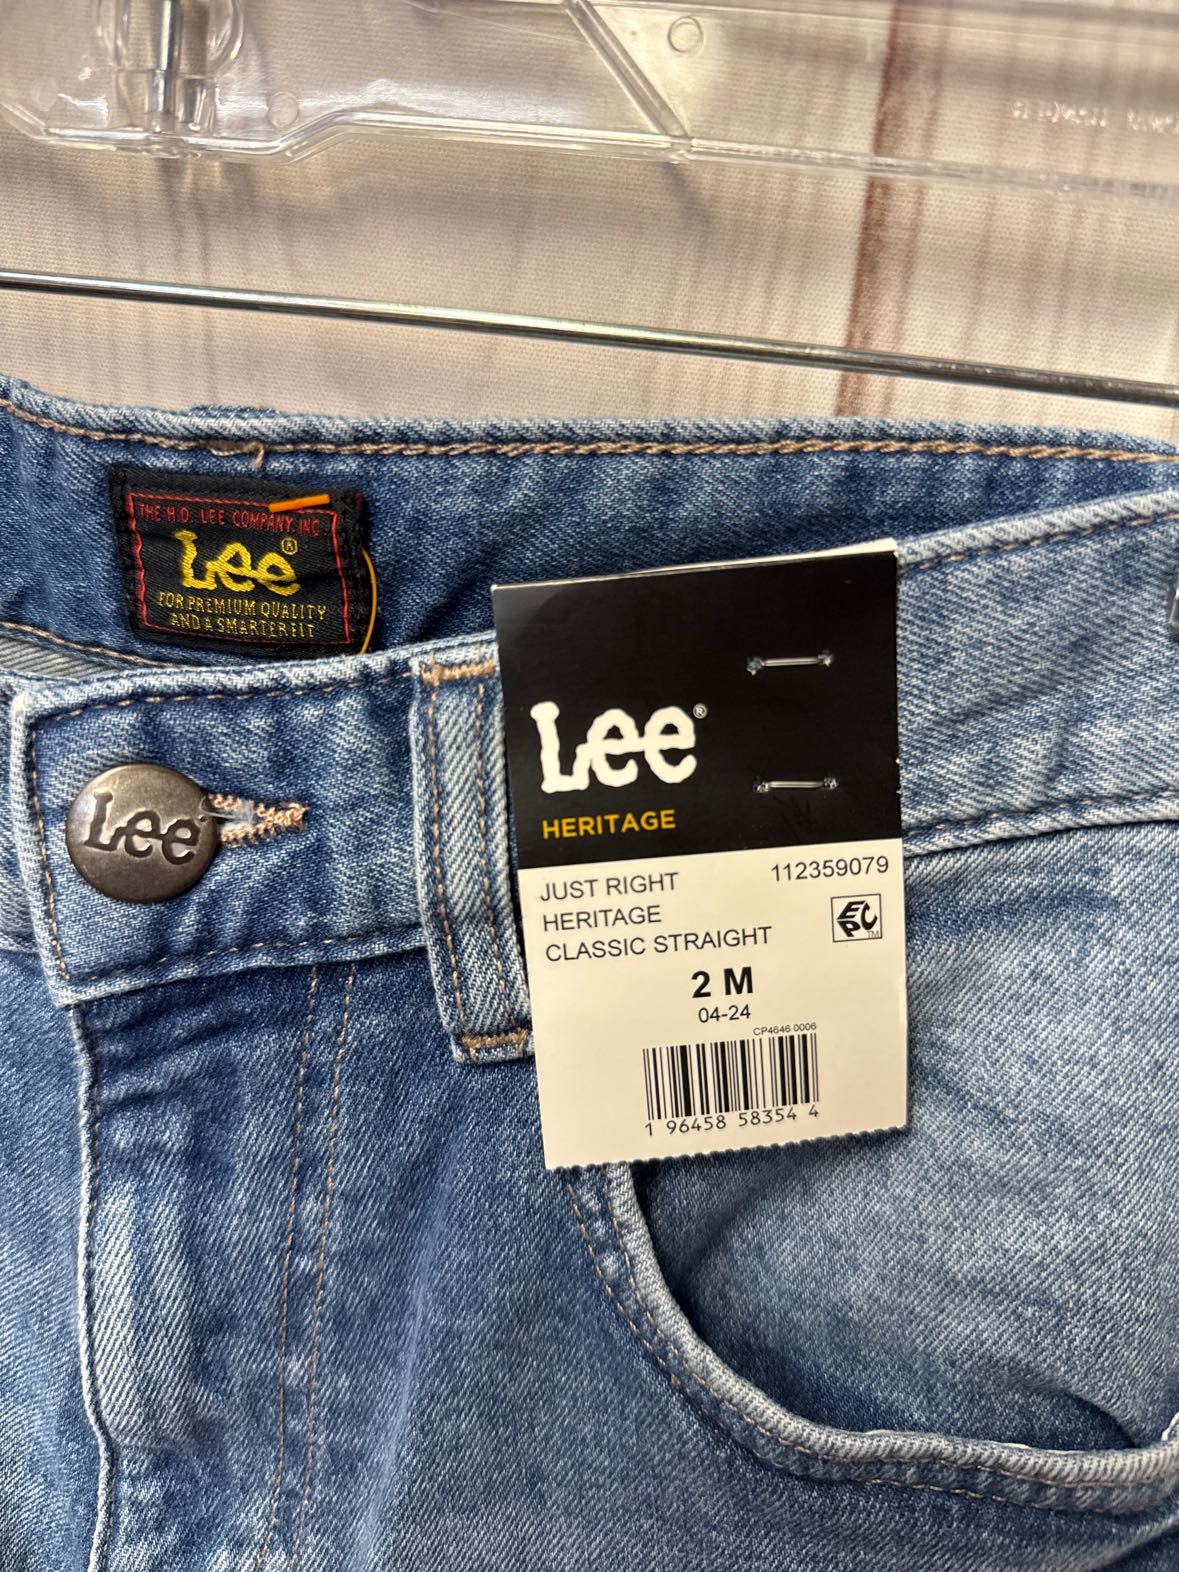 THE H.D. LEE COMPANY, INC.
Lee®
FOR PREMIUM QUALITY
AND A SMARTER FIT
Lee
Lee®
HERITAGE
JUST RIGHT
HERITAGE
CLASSIC STRAIGHT
112359079
EPC™
2 M
04-24
CP4646 0006
1 96458 58354 4